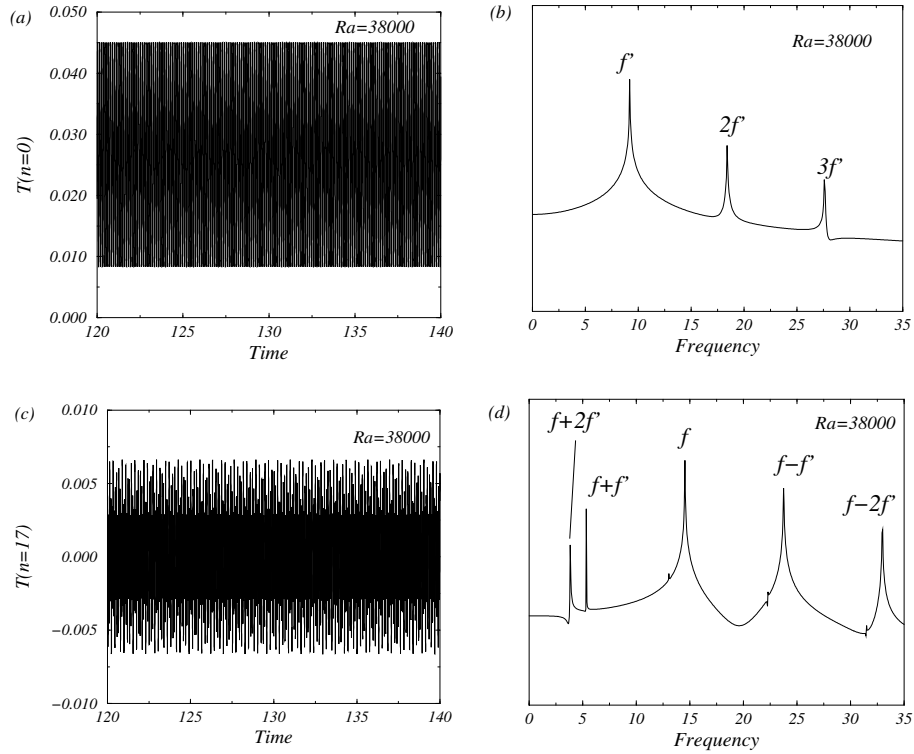 (a)
Ra=38000
T(n=0)
0.050
0.040
0.030
0.020
0.010
0.000
120 125 130 135 140
Time
(b)
Ra=38000
f'
2f'
3f'
0 5 10 15 20 25 30 35
Frequency
(c)
Ra=38000
T(n=17)
0.010
0.005
0.000
−0.005
−0.010
120 125 130 135 140
Time
(d)
Ra=38000
f+2f'
f+f'
f
f−f'
f−2f'
0 5 10 15 20 25 30 35
Frequency